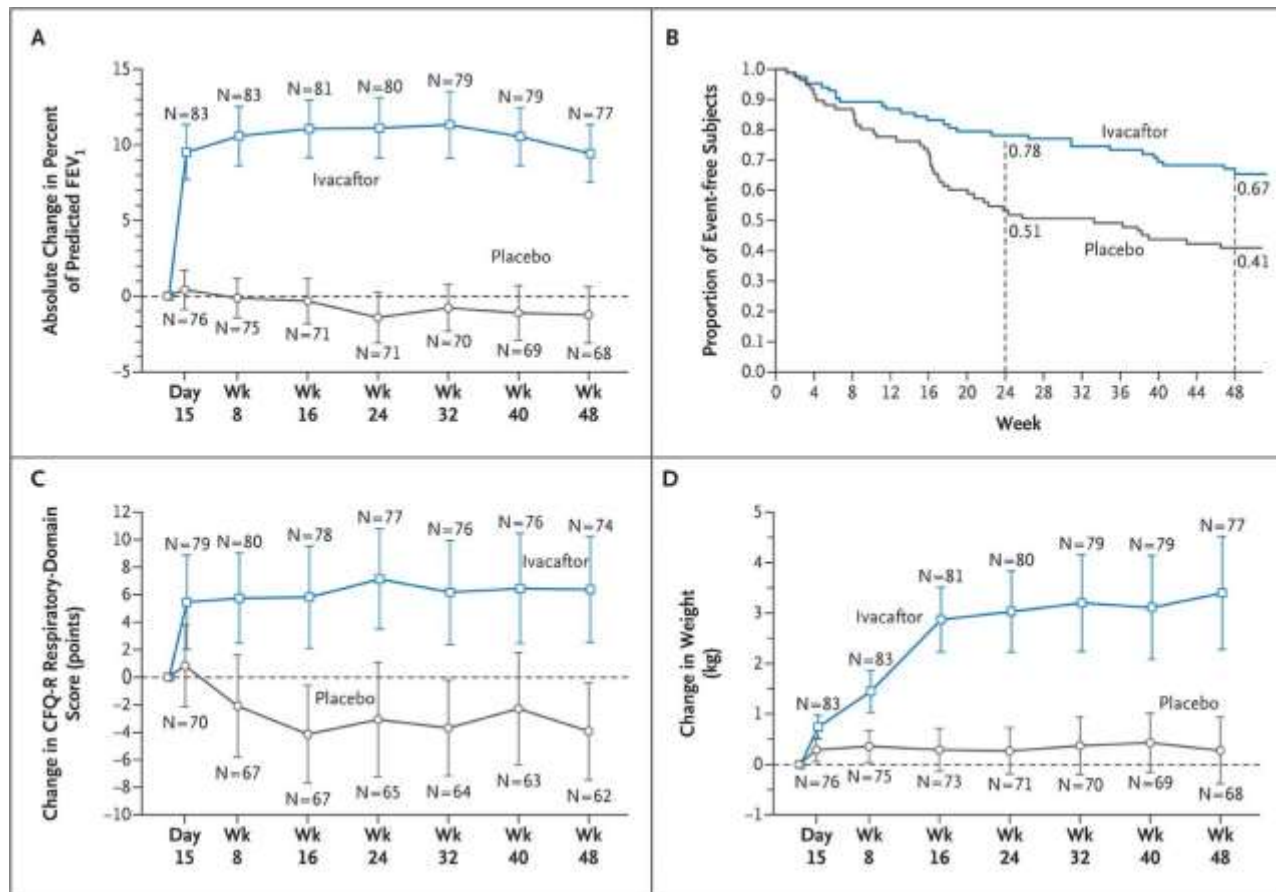 A
Absolute Change in Percent
of Predicted FEV1
15
10
5
0
−5
N=83
N=83
N=81
N=80
N=79
N=79
N=77
Ivacaftor
Placebo
N=76
N=75
N=71
N=71
N=70
N=69
N=68
Day
15
Wk
8
Wk
16
Wk
24
Wk
32
Wk
40
Wk
48
B
Proportion of Event-free Subjects
1.0
0.9
0.8
0.7
0.6
0.5
0.4
0.3
0.2
0.1
0.0
Ivacaftor
0.78
0.67
0.51
Placebo
0.41
0
4
8
12
16
20
24
28
32
36
40
44
48
Week
C
Change in CFQ-R Respiratory-Domain
Score (points)
12
10
8
6
4
2
0
−2
−4
−6
−8
−10
N=79
N=80
N=78
N=77
N=76
N=76
N=74
Ivacaftor
Placebo
N=70
N=67
N=67
N=65
N=64
N=63
N=62
Day
15
Wk
8
Wk
16
Wk
24
Wk
32
Wk
40
Wk
48
D
Change in Weight
(kg)
5
4
3
2
1
0
−1
N=83
N=83
N=81
N=80
N=79
N=79
N=77
Ivacaftor
Placebo
N=76
N=75
N=73
N=71
N=70
N=69
N=68
Day
15
Wk
8
Wk
16
Wk
24
Wk
32
Wk
40
Wk
48